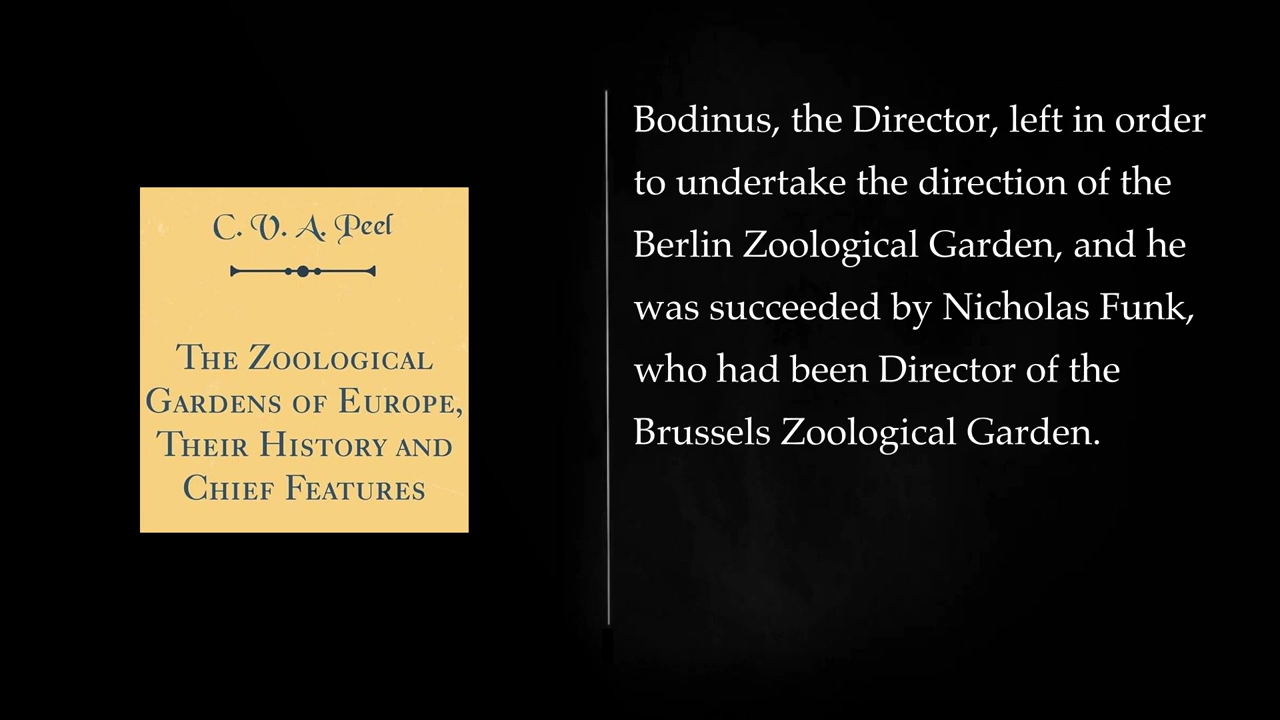 C. V. A. Peel
The Zoological
Gardens of Europe,
Their History and
Chief Features
Bodinus, the Director, left in order
to undertake the direction of the
Berlin Zoological Garden, and he
was succeeded by Nicholas Funk,
who had been Director of the
Brussels Zoological Garden.